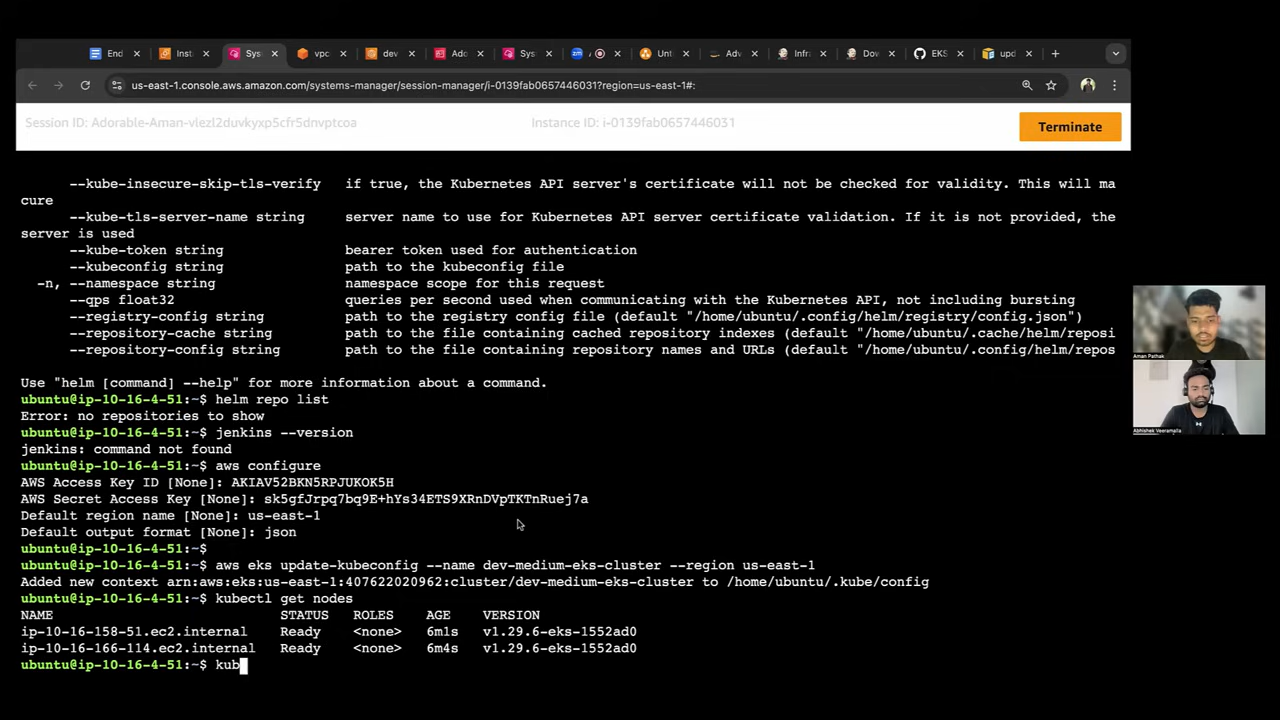 End
Insta
Sys
vpc
dev
Ado
Sys
Unt
Adv
Infra
Dov
EKS
upd
us-east-1.console.aws.amazon.com/systems-manager/session-manager/i-0139fab0657446031?region=us-east-1#:
Session ID: Adorable-Aman-vlezl2duvkyxp5cfr5dnvptcoa
Instance ID: i-0139fab0657446031
Terminate
--kube-insecure-skip-tls-verify if true, the Kubernetes API server's certificate will not be checked for validity. This will ma
cure
--kube-tls-server-name string server name to use for Kubernetes API server certificate validation. If it is not provided, the
server is used
--kube-token string bearer token used for authentication
--kubeconfig string path to the kubeconfig file
-n, --namespace string namespace scope for this request
--qps float32 queries per second used when communicating with the Kubernetes API, not including bursting
--registry-config string path to the registry config file (default "/home/ubuntu/.config/helm/registry/config.json")
--repository-cache string path to the file containing cached repository indexes (default "/home/ubuntu/.cache/helm/reposi
--repository-config string path to the file containing repository names and URLs (default "/home/ubuntu/.config/helm/repos
Use "helm [command] --help" for more information about a command.
ubuntu@ip-10-16-4-51:~$ helm repo list
Error: no repositories to show
ubuntu@ip-10-16-4-51:~$ jenkins --version
jenkins: command not found
ubuntu@ip-10-16-4-51:~$ aws configure
AWS Access Key ID [None]: AKIAV52BKN5RPJUKOK5H
AWS Secret Access Key [None]: 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
Default region name [None]: us-east-1
Default output format [None]: json
ubuntu@ip-10-16-4-51:~$
ubuntu@ip-10-16-4-51:~$ aws eks update-kubeconfig --name dev-medium-eks-cluster --region us-east-1
Added new context arn:aws:eks:us-east-1:407622020962:cluster/dev-medium-eks-cluster to /home/ubuntu/.kube/config
ubuntu@ip-10-16-4-51:~$ kubectl get nodes
NAME STATUS ROLES AGE VERSION
ip-10-16-158-51.ec2.internal Ready <none> 6m1s v1.29.6-eks-1552ad0
ip-10-16-166-114.ec2.internal Ready <none> 6m4s v1.29.6-eks-1552ad0
ubuntu@ip-10-16-4-51:~$ kub
Aman Pathak
Abhishek Veeramalla